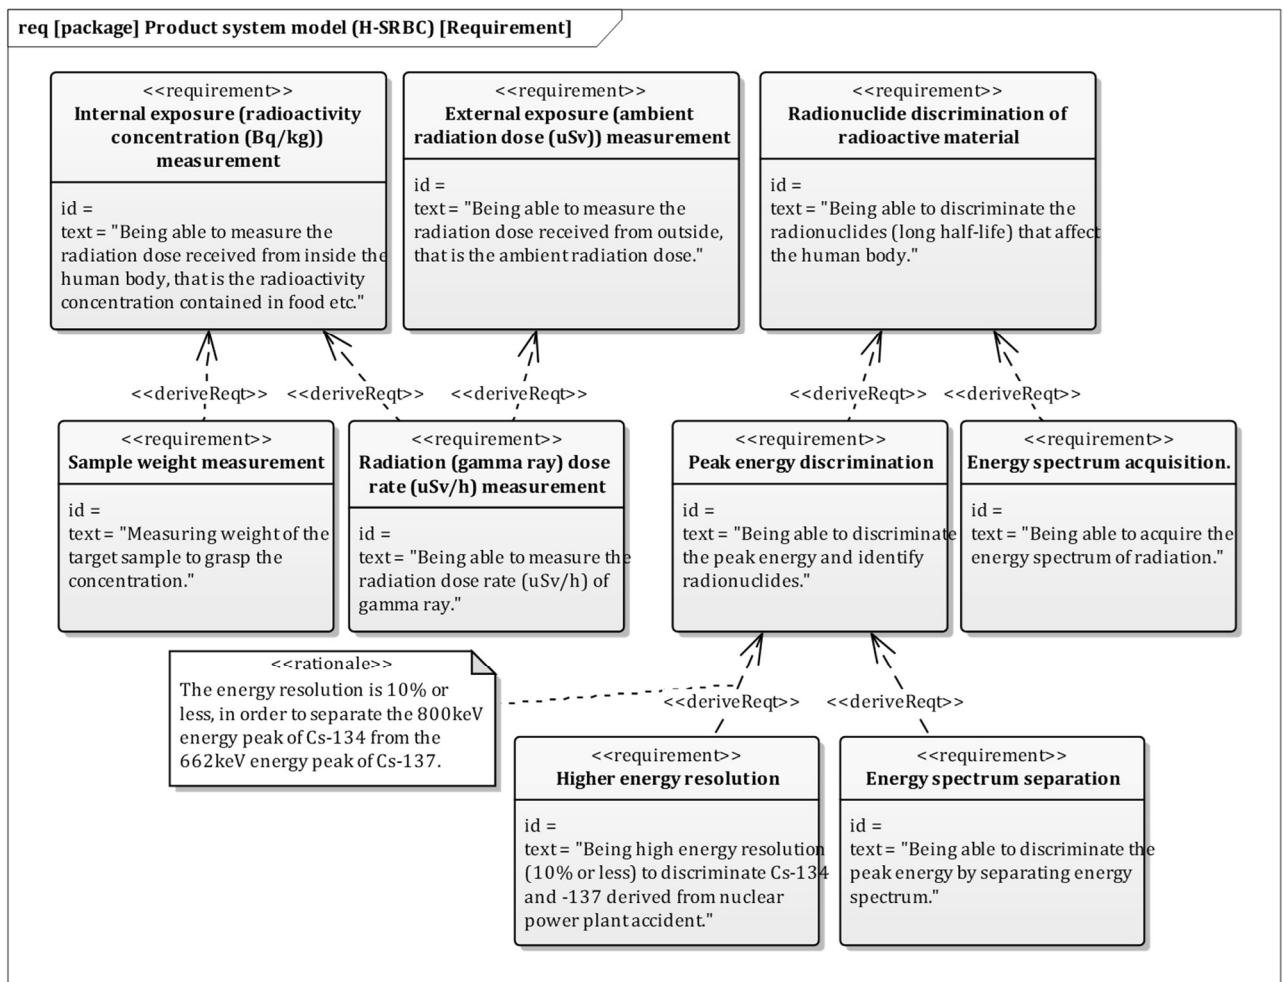 req [package] Product system model (H-SRBC) [Requirement]
<<requirement>>
Internal exposure (radioactivity
concentration (Bq/kg))
measurement
id =
text = "Being able to measure the
radiation dose received from inside the
human body, that is the radioactivity
concentration contained in food etc."
<<requirement>>
External exposure (ambient
radiation dose (uSv)) measurement
id =
text = "Being able to measure the
radiation dose received from outside,
that is the ambient radiation dose."
<<requirement>>
Radionuclide discrimination of
radioactive material
id =
text = "Being able to discriminate the
radionuclides (long half-life) that affect
the human body."
<<deriveReqt>>
<<deriveReqt>>
<<deriveReqt>>
<<deriveReqt>>
<<deriveReqt>>
<<requirement>>
Sample weight measurement
id =
text = "Measuring weight of the
target sample to grasp the
concentration."
<<requirement>>
Radiation (gamma ray) dose
rate (uSv/h) measurement
id =
text = "Being able to measure the
radiation dose rate (uSv/h) of
gamma ray."
<<requirement>>
Peak energy discrimination
id =
text = "Being able to discriminate
the peak energy and identify
radionuclides."
<<requirement>>
Energy spectrum acquisition.
id =
text = "Being able to acquire the
energy spectrum of radiation."
<<rationale>>
The energy resolution is 10% or
less, in order to separate the 800keV
energy peak of Cs-134 from the
662keV energy peak of Cs-137.
<<deriveReqt>>
<<deriveReqt>>
<<requirement>>
Higher energy resolution
id =
text = "Being high energy resolution
(10% or less) to discriminate Cs-134
and -137 derived from nuclear
power plant accident."
<<requirement>>
Energy spectrum separation
id =
text = "Being able to discriminate the
peak energy by separating energy
spectrum."